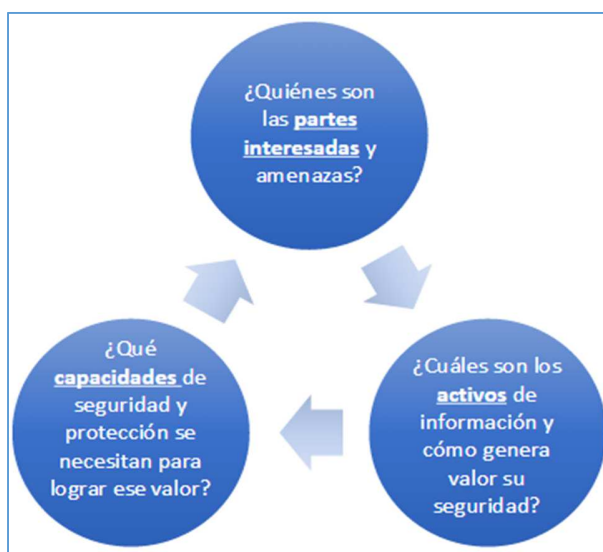 ¿Quiénes son
las partes
interesadas y
amenazas?
¿Cuáles son los
activos de
información y
cómo genera
valor su
seguridad?
¿Qué
capacidades de
seguridad y
protección se
necesitan para
lograr ese valor?